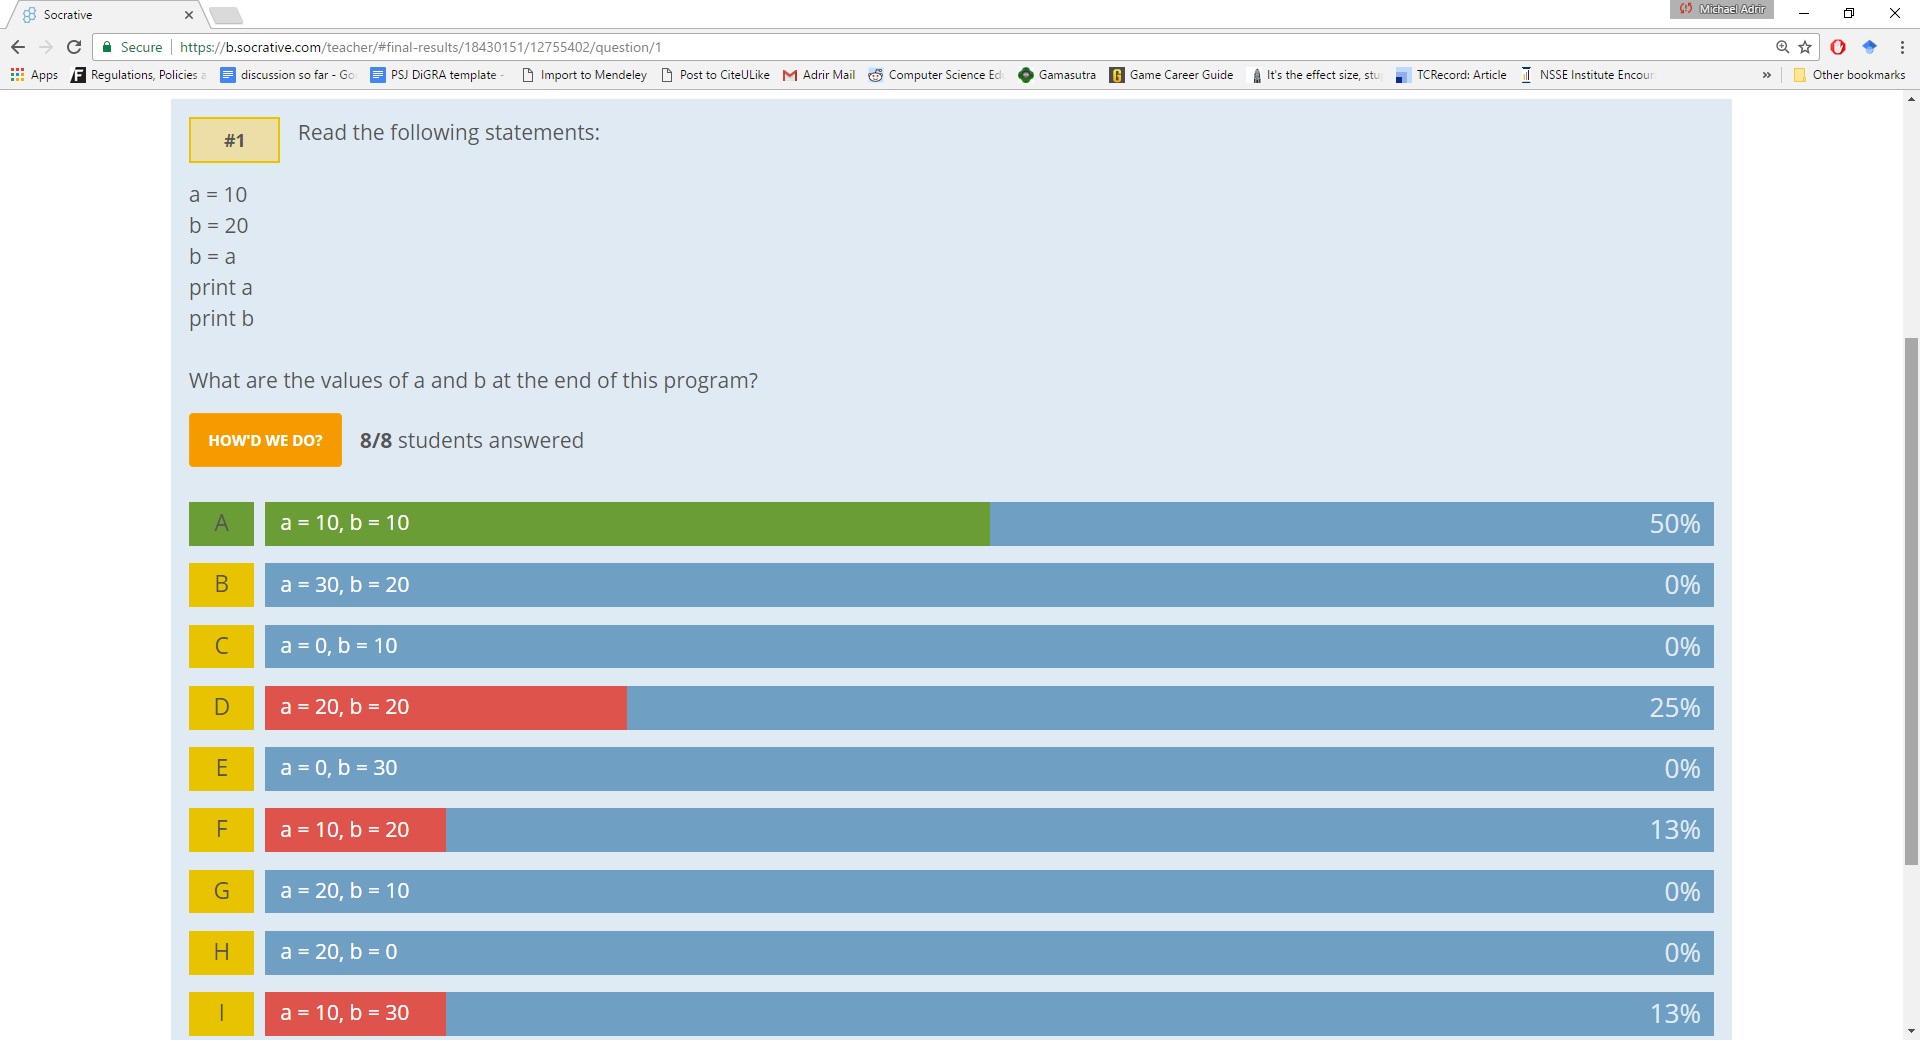 Socrative
Michael Adrir
Secure https://b.socrative.com/teacher/#final-results/18430151/12755402/question/1
Apps Regulations, Policies a discussion so far - Go PSJ DiGRA template - Import to Mendeley Post to CiteULike Adrir Mail Computer Science Ed Gamasutra Game Career Guide It's the effect size, stu TCRecord: Article NSSE Institute Encour » Other bookmarks
#1 Read the following statements:
a = 10
b = 20
b = a
print a
print b
What are the values of a and b at the end of this program?
HOW'D WE DO? 8/8 students answered
A a = 10, b = 10 50%
B a = 30, b = 20 0%
C a = 0, b = 10 0%
D a = 20, b = 20 25%
E a = 0, b = 30 0%
F a = 10, b = 20 13%
G a = 20, b = 10 0%
H a = 20, b = 0 0%
I a = 10, b = 30 13%